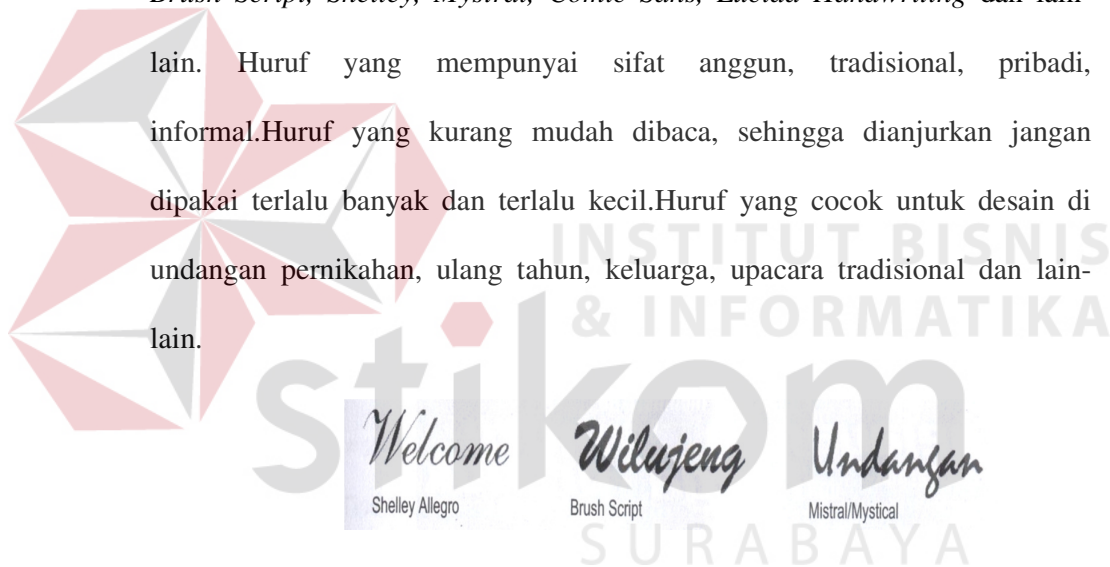 Brush Script, Shelley, Mystral, Comic Sans, Lucida Handwriting dan lain-
lain. Huruf yang mempunyai sifat anggun, tradisional, pribadi,
informal.Huruf yang kurang mudah dibaca, sehingga dianjurkan jangan
dipakai terlalu banyak dan terlalu kecil.Huruf yang cocok untuk desain di
INSTITUT BISNIS
undangan pernikahan, ulang tahun, keluarga, upacara tradisional dan lain-
& INFORMATIKA
lain.
stikom
Welcome Wilujeng Undangan
Shelley Allegro Brush Script Mistral/Mystical
SURABAYA